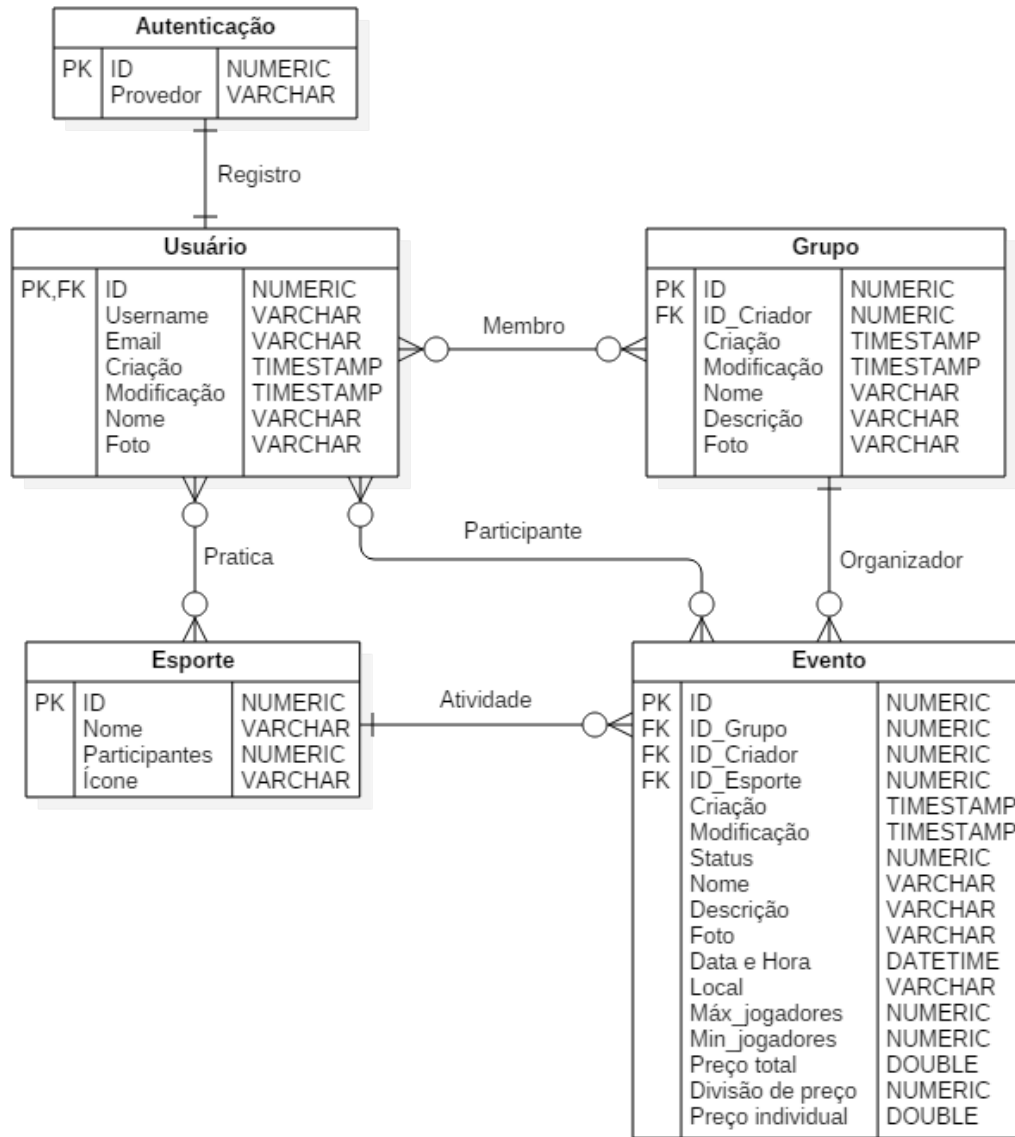 Autenticação
PK ID NUMERIC
Provedor VARCHAR
Registro
Usuário
PK,FK ID NUMERIC
Username VARCHAR
Email VARCHAR
Criação TIMESTAMP
Modificação TIMESTAMP
Nome VARCHAR
Foto VARCHAR
Membro
Grupo
PK ID NUMERIC
FK ID_Criador NUMERIC
Criação TIMESTAMP
Modificação TIMESTAMP
Nome VARCHAR
Descrição VARCHAR
Foto VARCHAR
Pratica
Participante
Organizador
Esporte
PK ID NUMERIC
Nome VARCHAR
Participantes NUMERIC
Ícone VARCHAR
Atividade
Evento
PK ID NUMERIC
FK ID_Grupo NUMERIC
FK ID_Criador NUMERIC
FK ID_Esporte NUMERIC
Criação TIMESTAMP
Modificação TIMESTAMP
Status NUMERIC
Nome VARCHAR
Descrição VARCHAR
Foto VARCHAR
Data e Hora DATETIME
Local VARCHAR
Máx_jogadores NUMERIC
Min_jogadores NUMERIC
Preço total DOUBLE
Divisão de preço NUMERIC
Preço individual DOUBLE